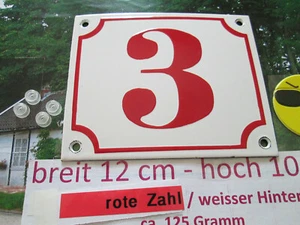 3
breit 12 cm - hoch 10
rote Zahl / weisser Hinter
ca. 125 Gramm